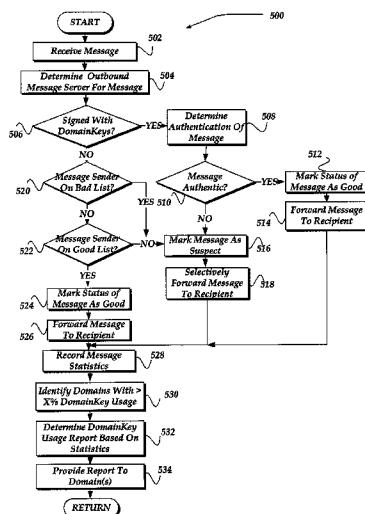 START
500
502
Receive Message
504
Determine Outbound
Message Server For Message
506
Signed With
DomainKeys?
YES
508
Determine
Authentication Of
Message
NO
520
Message Sender
On Bad List?
YES
510
Message
Authentic?
YES
512
Mark Status of
Message As Good
514
Forward Message
To Recipient
NO
NO
522
Message Sender
On Good List?
NO
516
Mark Message As
Suspect
518
Selectively
Forward Message
To Recipient
YES
524
Mark Status of
Message As Good
526
Forward Message
To Recipient
528
Record Message
Statistics
530
Identify Domains With >
X% DomainKey Usage
532
Determine DomainKey
Usage Report Based On
Statistics
534
Provide Report To
Domain(s)
RETURN